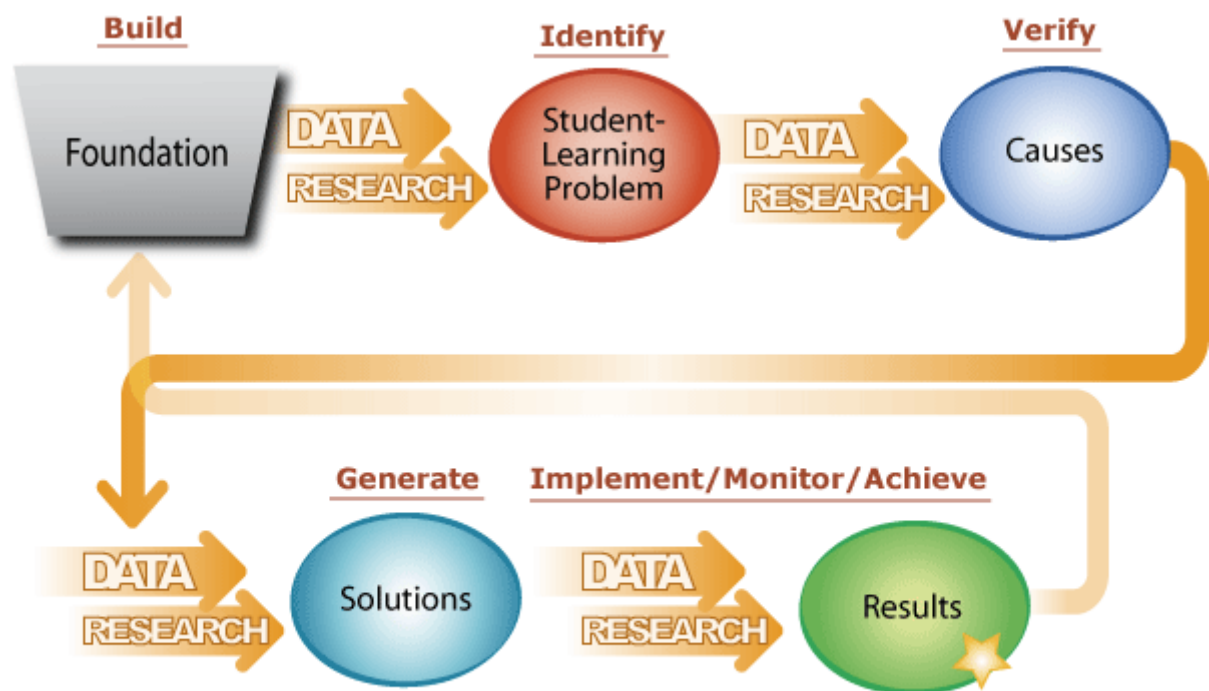 Build
Identify
Verify
Foundation
DATA
RESEARCH
Student-
Learning
Problem
DATA
RESEARCH
Causes
Generate
Implement/Monitor/Achieve
DATA
RESEARCH
Solutions
DATA
RESEARCH
Results